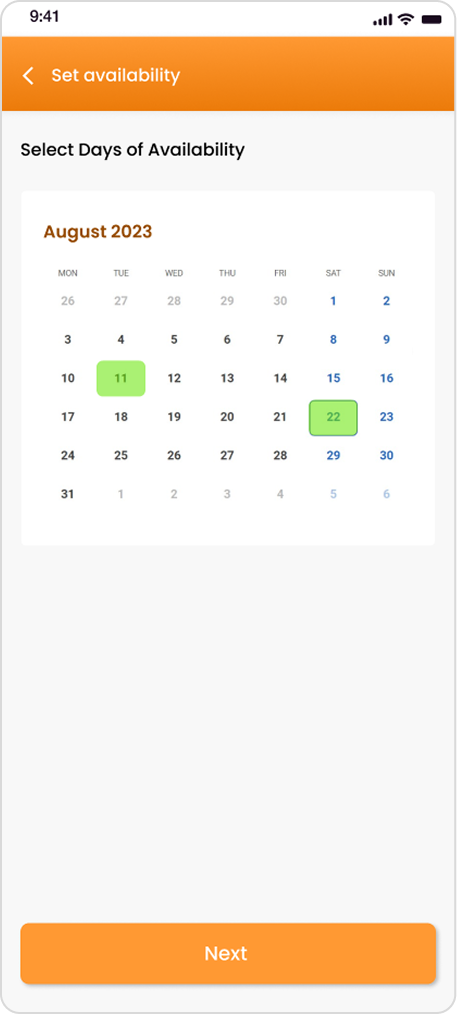 9:41
Set availability
Select Days of Availability
August 2023
MON TUE WED THU FRI SAT SUN
26 27 28 29 30 1 2
3 4 5 6 7 8 9
10 11 12 13 14 15 16
17 18 19 20 21 22 23
24 25 26 27 28 29 30
31 1 2 3 4 5 6
Next